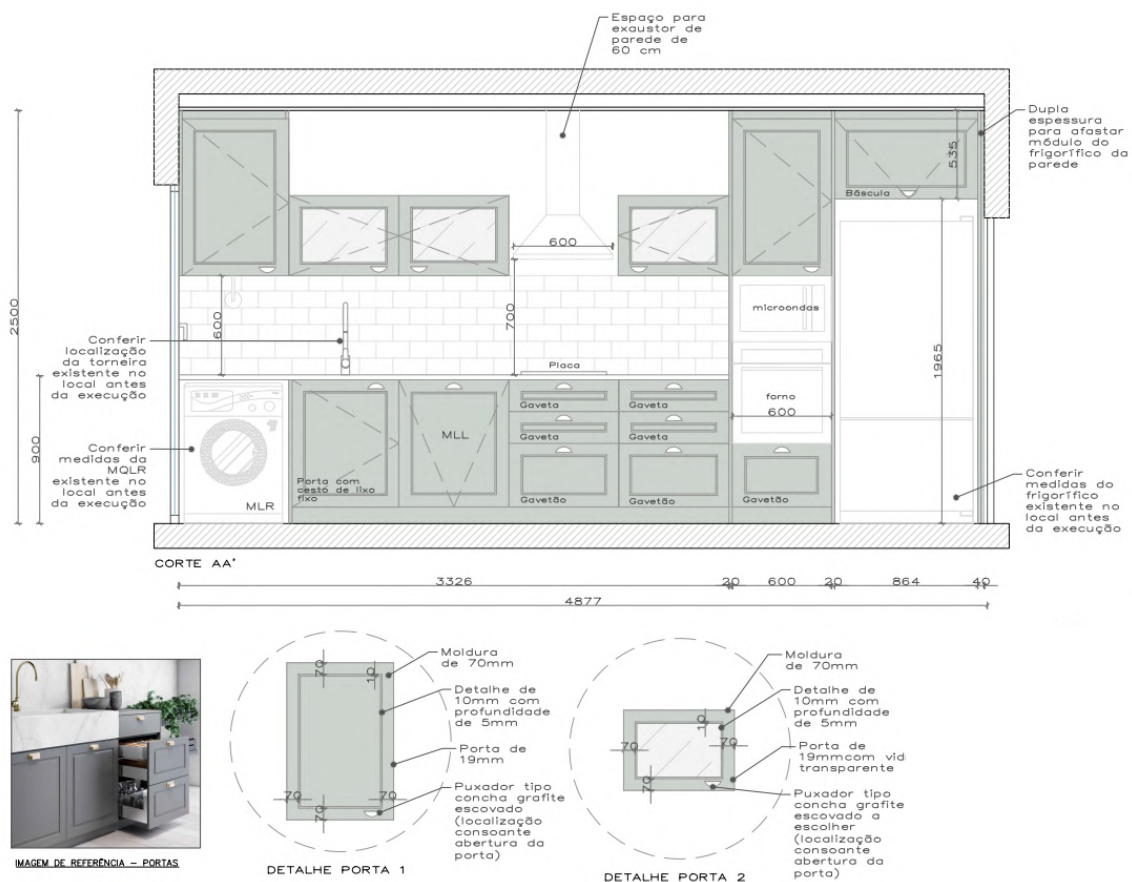 Espaço para
exaustor de
parede de
60 cm
Dupla
espessura
para afastar
módulo do
frigorífico da
parede
535
Báscula
600
2500
600
700
microondas
1965
Conferir
localização
da torneira
existente no
local antes
da execução
Placa
Gaveta
Gaveta
forno
600
900
MLL
Gaveta
Gaveta
Conferir
medidas da
MQLR
existente no
local antes
da execução
Conferir
medidas do
frigorífico
existente no
local antes
da execução
Porta com
cesto de lixo
fixo
MLR
Gavetão
Gavetão
Gavetão
CORTE AA'
3326
20
600
20
864
40
4877
Moldura
de 70mm
Detalhe de
10mm com
profundidade
de 5mm
Porta de
19mm
Puxador tipo
concha grafite
escovado
(localização
consoante
abertura da
porta)
70
10
70
70
70
DETALHE PORTA 1
Moldura
de 70mm
Detalhe de
10mm com
profundidade
de 5mm
Porta de
19mmcom vid
transparente
Puxador tipo
concha grafite
escovado a
escolher
(localização
consoante
abertura da
porta)
10
70
70
70
DETALHE PORTA 2
IMAGEM DE REFERÊNCIA - PORTAS